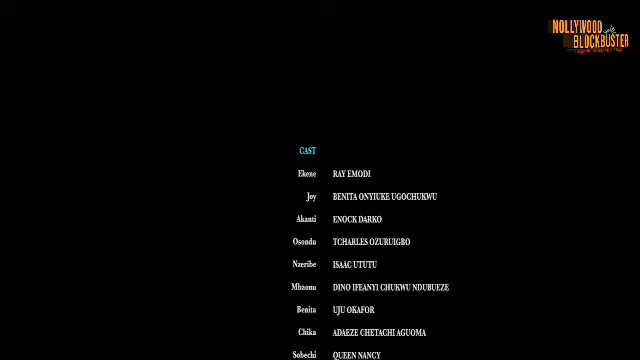 NOLLYWOOD
BLOCKBUSTER
CAST
Ekene RAY EMODI
Joy BENITA ONYIUKE UGOCHUKWU
Akanti ENOCK DARKO
Osondu TCHARLES OZURUIGBO
Nzeribe ISAAC UTUTU
Mbaonu DINO IFEANYI CHUKWU NDUBUEZE
Benita UJU OKAFOR
Chika ADAEZE CHETACHI AGUOMA
Sobechi QUEEN NANCY